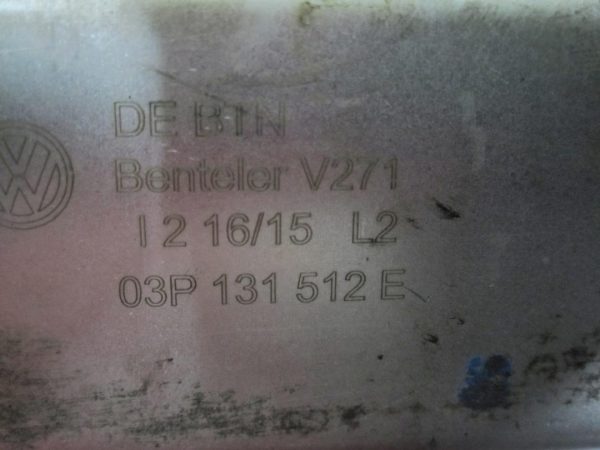 DE BTN
Benteler V271
I 2 16/15 L2
03P 131 512 E